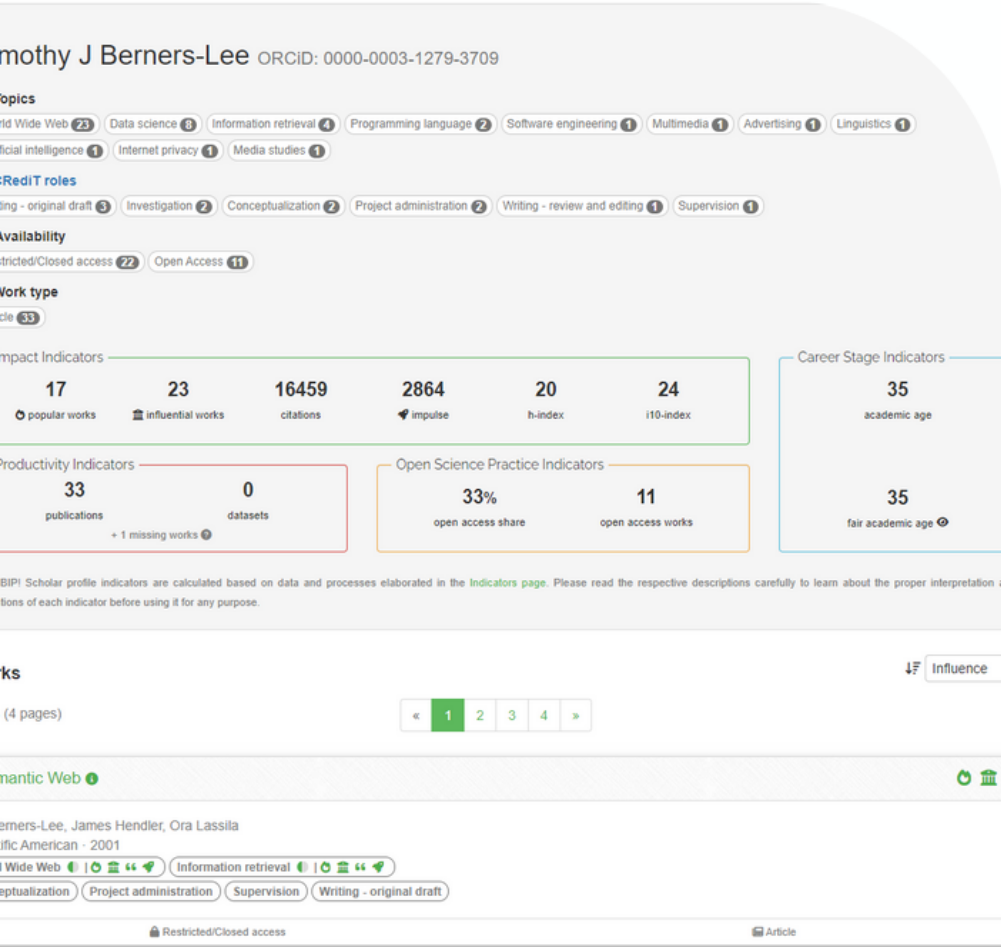 mothy J Berners-Lee ORCiD: 0000-0003-1279-3709
Topics
rld Wide Web 23 Data science 8 Information retrieval 4 Programming language 2 Software engineering 1 Multimedia 1 Advertising 1 Linguistics 1
ficial intelligence 1 Internet privacy 1 Media studies 1
CRediT roles
ting - original draft 3 Investigation 2 Conceptualization 2 Project administration 2 Writing - review and editing 1 Supervision 1
Availability
stricted/Closed access 22 Open Access 11
Work type
icle 33
mpact Indicators
17 23 16459 2864 20 24
popular works influential works citations impulse h-index i10-index
Career Stage Indicators
35
academic age
35
fair academic age
Productivity Indicators
33 0
publications datasets
+ 1 missing works
Open Science Practice Indicators
33% 11
open access share open access works
BIP! Scholar profile indicators are calculated based on data and processes elaborated in the Indicators page. Please read the respective descriptions carefully to learn about the proper interpretation a
tions of each indicator before using it for any purpose.
rks
Influence
(4 pages)
« 1 2 3 4 »
mantic Web
erners-Lee, James Hendler, Ora Lassila
tific American · 2001
d Wide Web | Information retrieval |
eptualization Project administration Supervision Writing - original draft
Restricted/Closed access Article